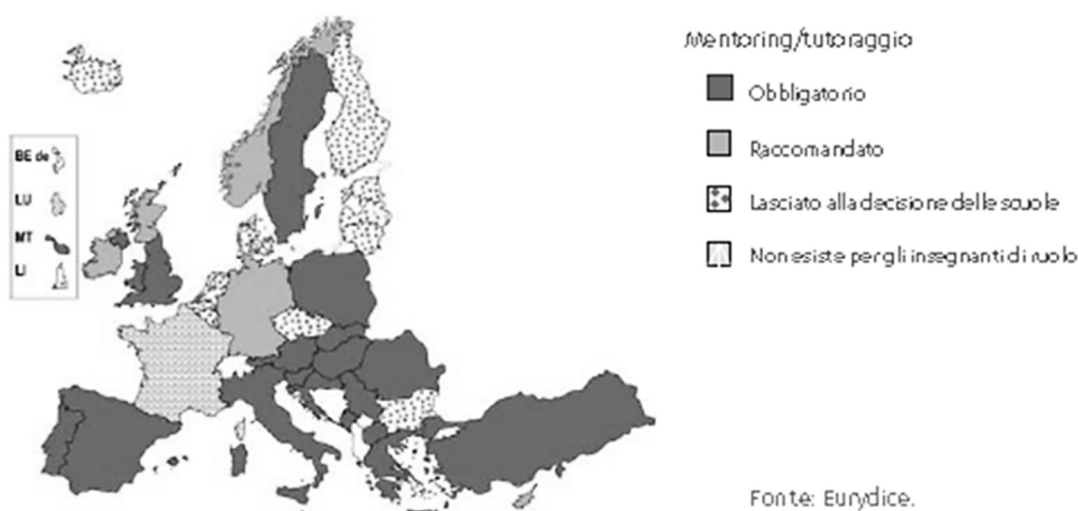 Mentoring/tutoraggio
Obbligatorio
Raccomandato
Lasciato alla decisione delle scuole
Non esiste per gli insegnanti di ruolo
BE de
LU
MT
LI
Fonte: Eurydice.